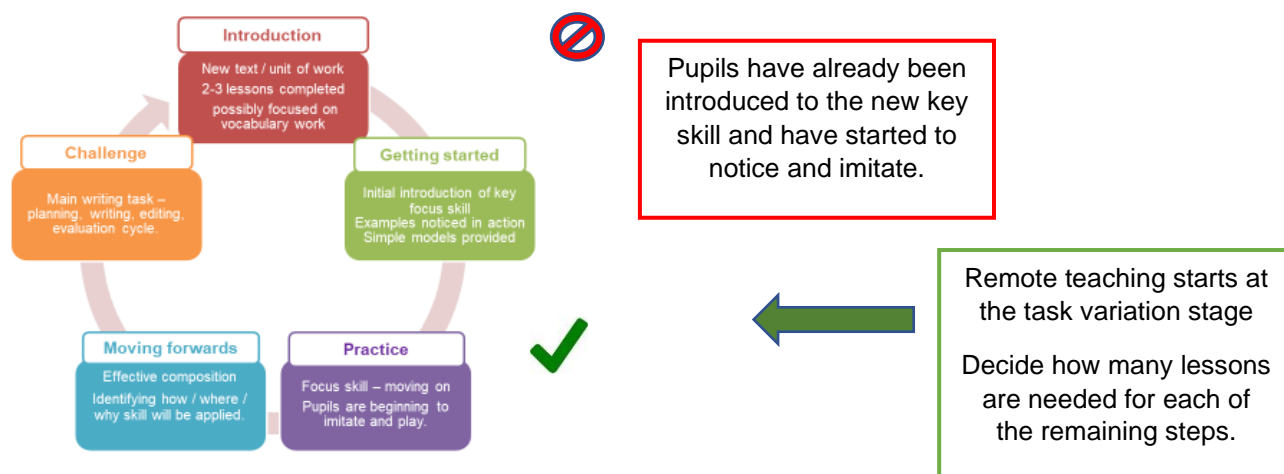 Introduction
New text / unit of work
2-3 lessons completed
possibly focused on
vocabulary work
Getting started
Initial introduction of key
focus skill
Examples noticed in action
Simple models provided
Practice
Focus skill – moving on
Pupils are beginning to
imitate and play.
Moving forwards
Effective composition
Identifying how / where /
why skill will be applied.
Challenge
Main writing task –
planning, writing, editing,
evaluation cycle.
Pupils have already been
introduced to the new key
skill and have started to
notice and imitate.
Remote teaching starts at
the task variation stage
Decide how many lessons
are needed for each of
the remaining steps.